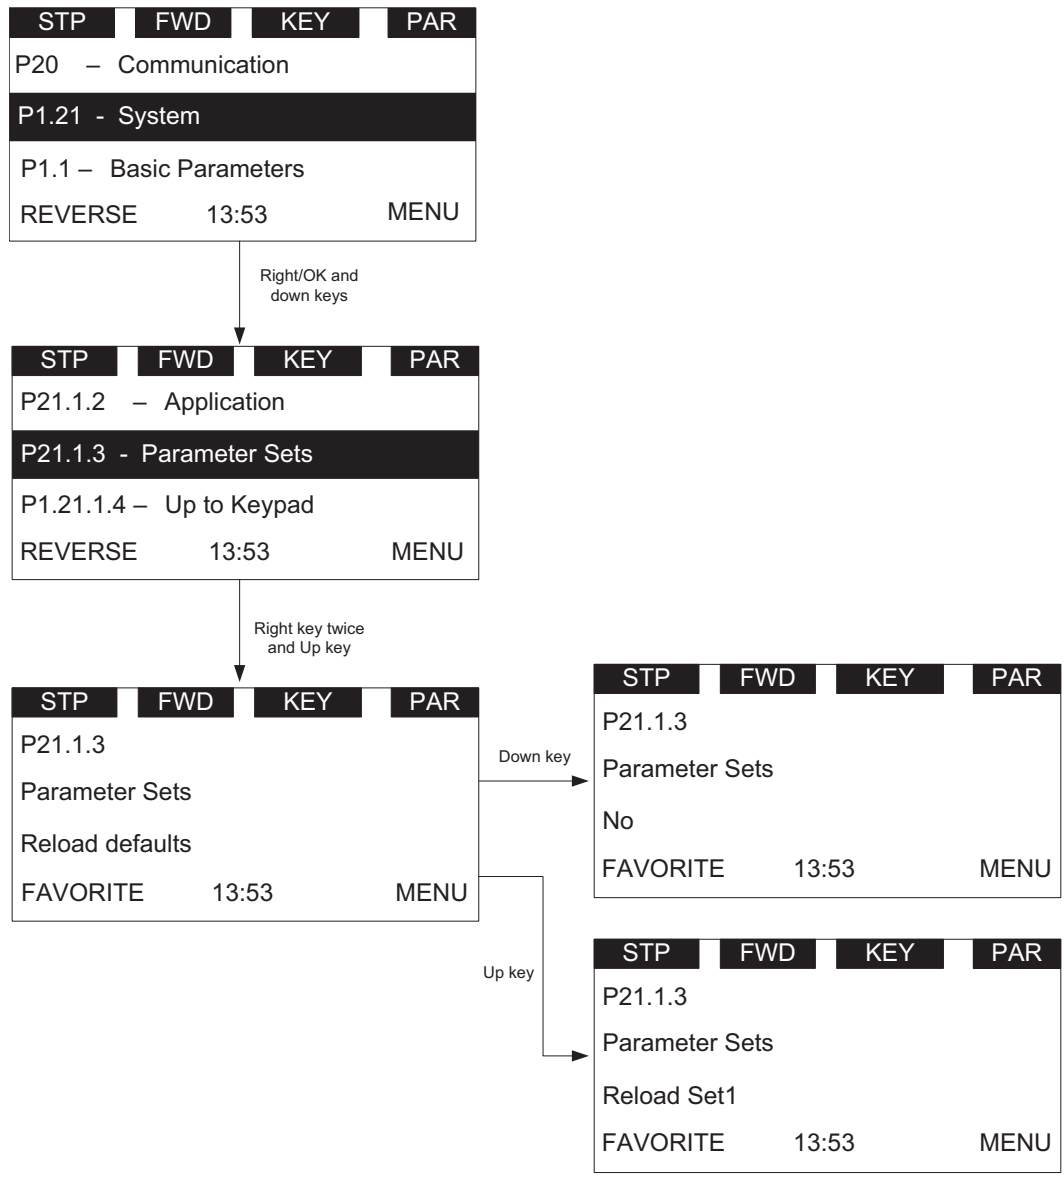 STP FWD KEY PAR
P20 – Communication
P1.21 - System
P1.1 – Basic Parameters
REVERSE 13:53 MENU
Right/OK and
down keys
STP FWD KEY PAR
P21.1.2 – Application
P21.1.3 - Parameter Sets
P1.21.1.4 – Up to Keypad
REVERSE 13:53 MENU
Right key twice
and Up key
STP FWD KEY PAR
P21.1.3
Parameter Sets
Reload defaults
FAVORITE 13:53 MENU
Down key
STP FWD KEY PAR
P21.1.3
Parameter Sets
No
FAVORITE 13:53 MENU
Up key
STP FWD KEY PAR
P21.1.3
Parameter Sets
Reload Set1
FAVORITE 13:53 MENU